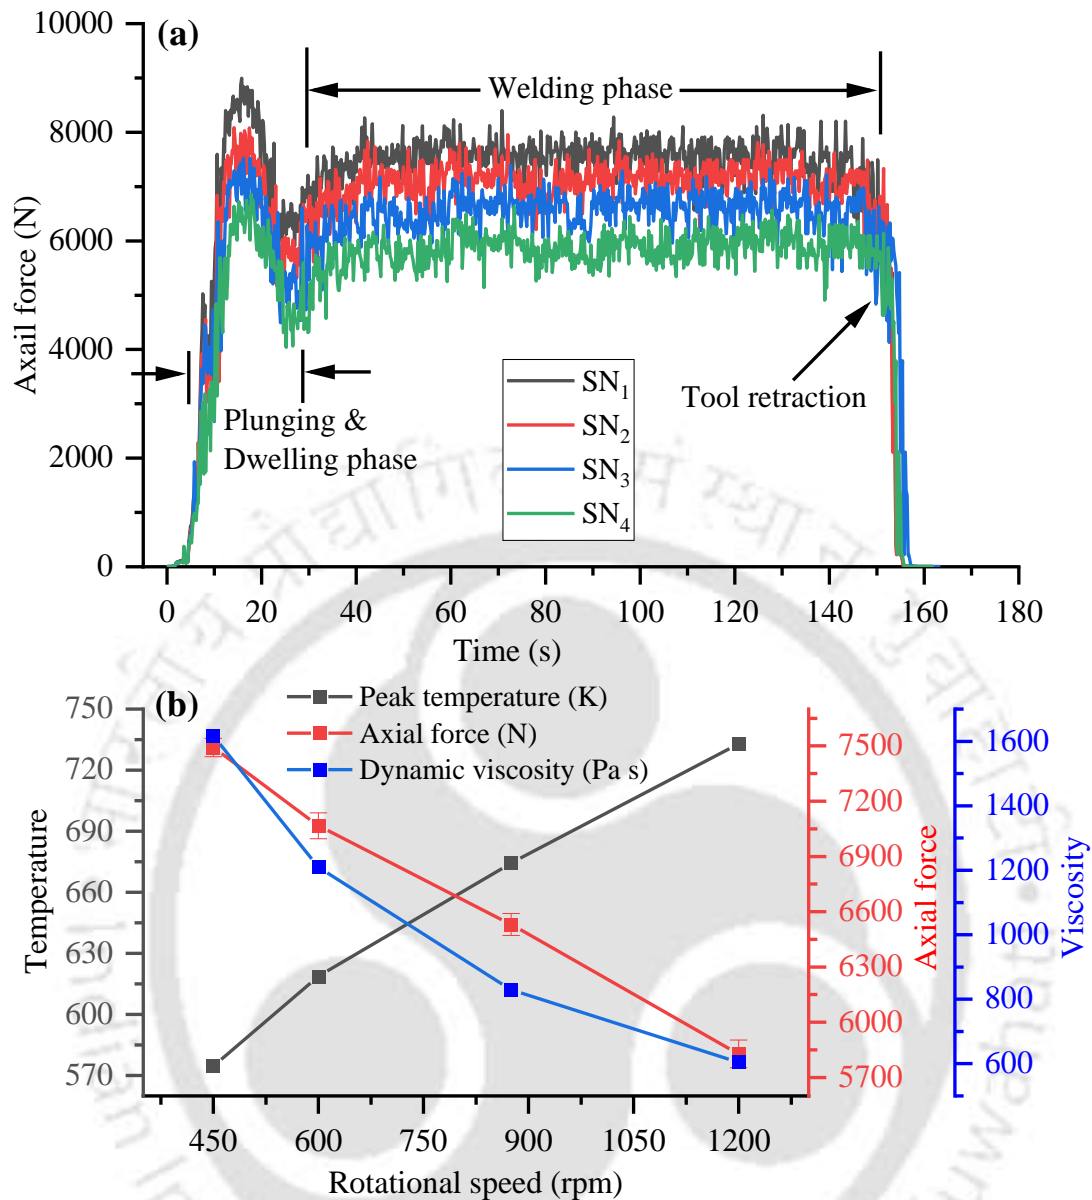 (a)
10000
8000
6000
4000
2000
0
Axail force (N)
Welding phase
Plunging &
Dwelling phase
Tool retraction
SN₁
SN₂
SN₃
SN₄
0 20 40 60 80 100 120 140 160 180
Time (s)
(b)
Peak temperature (K)
Axial force (N)
Dynamic viscosity (Pa s)
750
720
690
660
630
600
570
Temperature
7500
7200
6900
6600
6300
6000
5700
Axial force
1600
1400
1200
1000
800
600
Viscosity
450 600 750 900 1050 1200
Rotational speed (rpm)